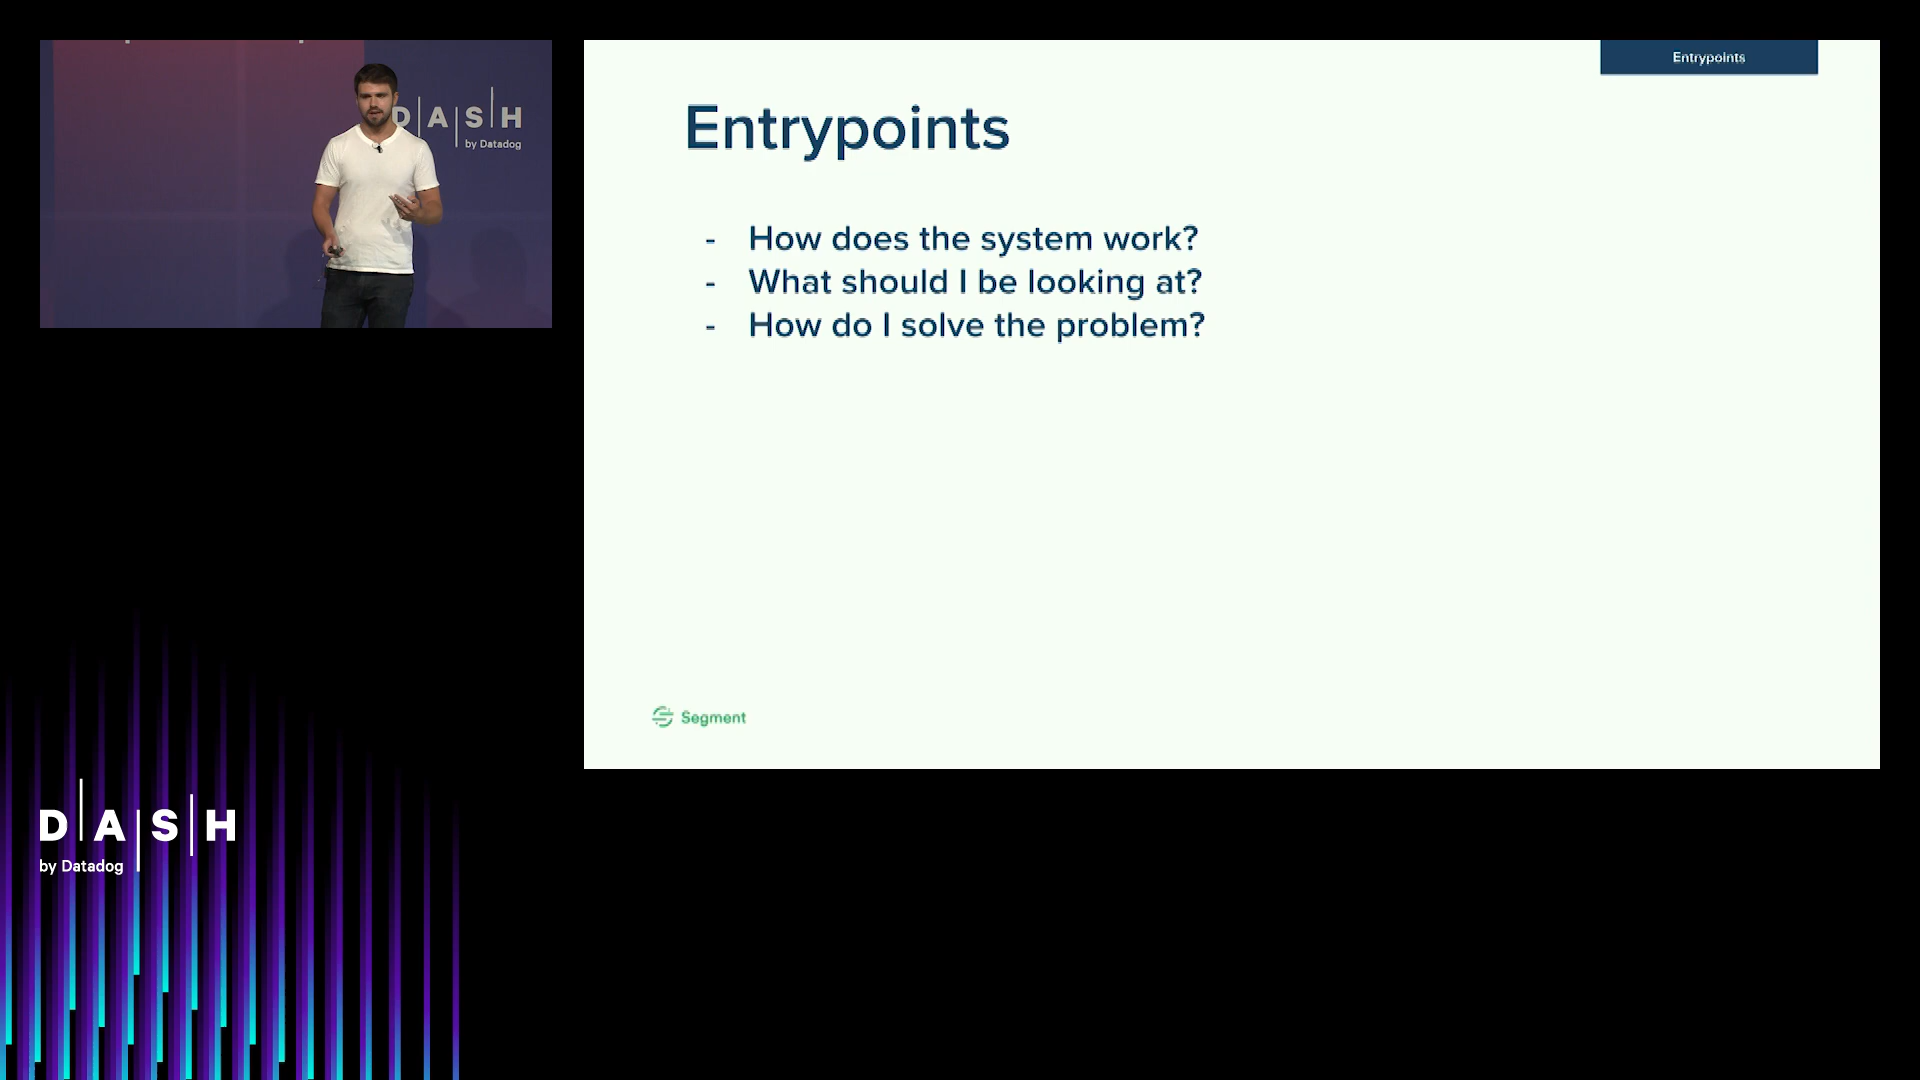 D A S H
by Datadog
Entrypoints
Entrypoints
- How does the system work?
- What should I be looking at?
- How do I solve the problem?
Segment
D A S H
by Datadog